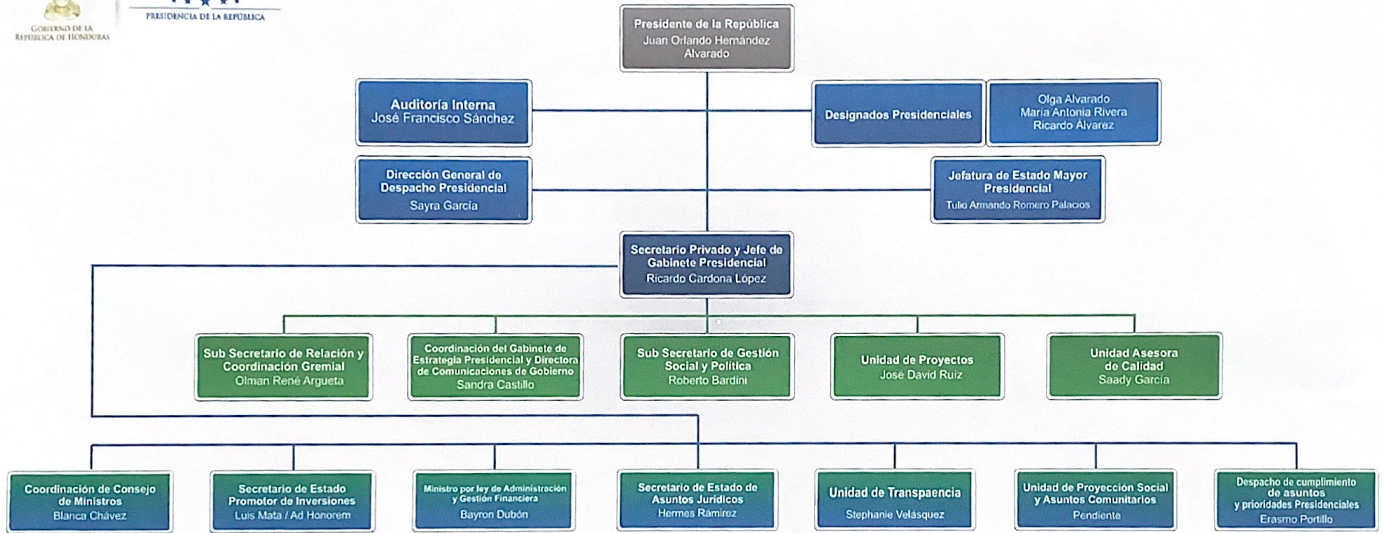 GOBIERNO DE LA
REPÚBLICA DE HONDURAS
PRESIDENCIA DE LA REPÚBLICA
Presidente de la República
Juan Orlando Hernández
Alvarado
Auditoría Interna
José Francisco Sánchez
Designados Presidenciales
Olga Alvarado
María Antonia Rivera
Ricardo Álvarez
Dirección General de
Despacho Presidencial
Sayra García
Jefatura de Estado Mayor
Presidencial
Tulio Armando Romero Palacios
Secretario Privado y Jefe de
Gabinete Presidencial
Ricardo Cardona López
Sub Secretario de Relación y
Coordinación Gremial
Olman René Argueta
Coordinación del Gabinete de
Estrategia Presidencial y Directora
de Comunicaciones de Gobierno
Sandra Castillo
Sub Secretario de Gestión
Social y Política
Roberto Bardini
Unidad de Proyectos
José David Ruíz
Unidad Asesora
de Calidad
Saady García
Coordinación de Consejo
de Ministros
Blanca Chávez
Secretario de Estado
Promotor de Inversiones
Luis Mata / Ad Honorem
Ministro por ley de Administración
y Gestión Financiera
Bayron Dubón
Secretario de Estado de
Asuntos Jurídicos
Hermes Ramírez
Unidad de Transpaencia
Stephanie Velásquez
Unidad de Proyección Social
y Asuntos Comunitarios
Pendiente
Despacho de cumplimiento
de asuntos
y prioridades Presidenciales
Erasmo Portillo